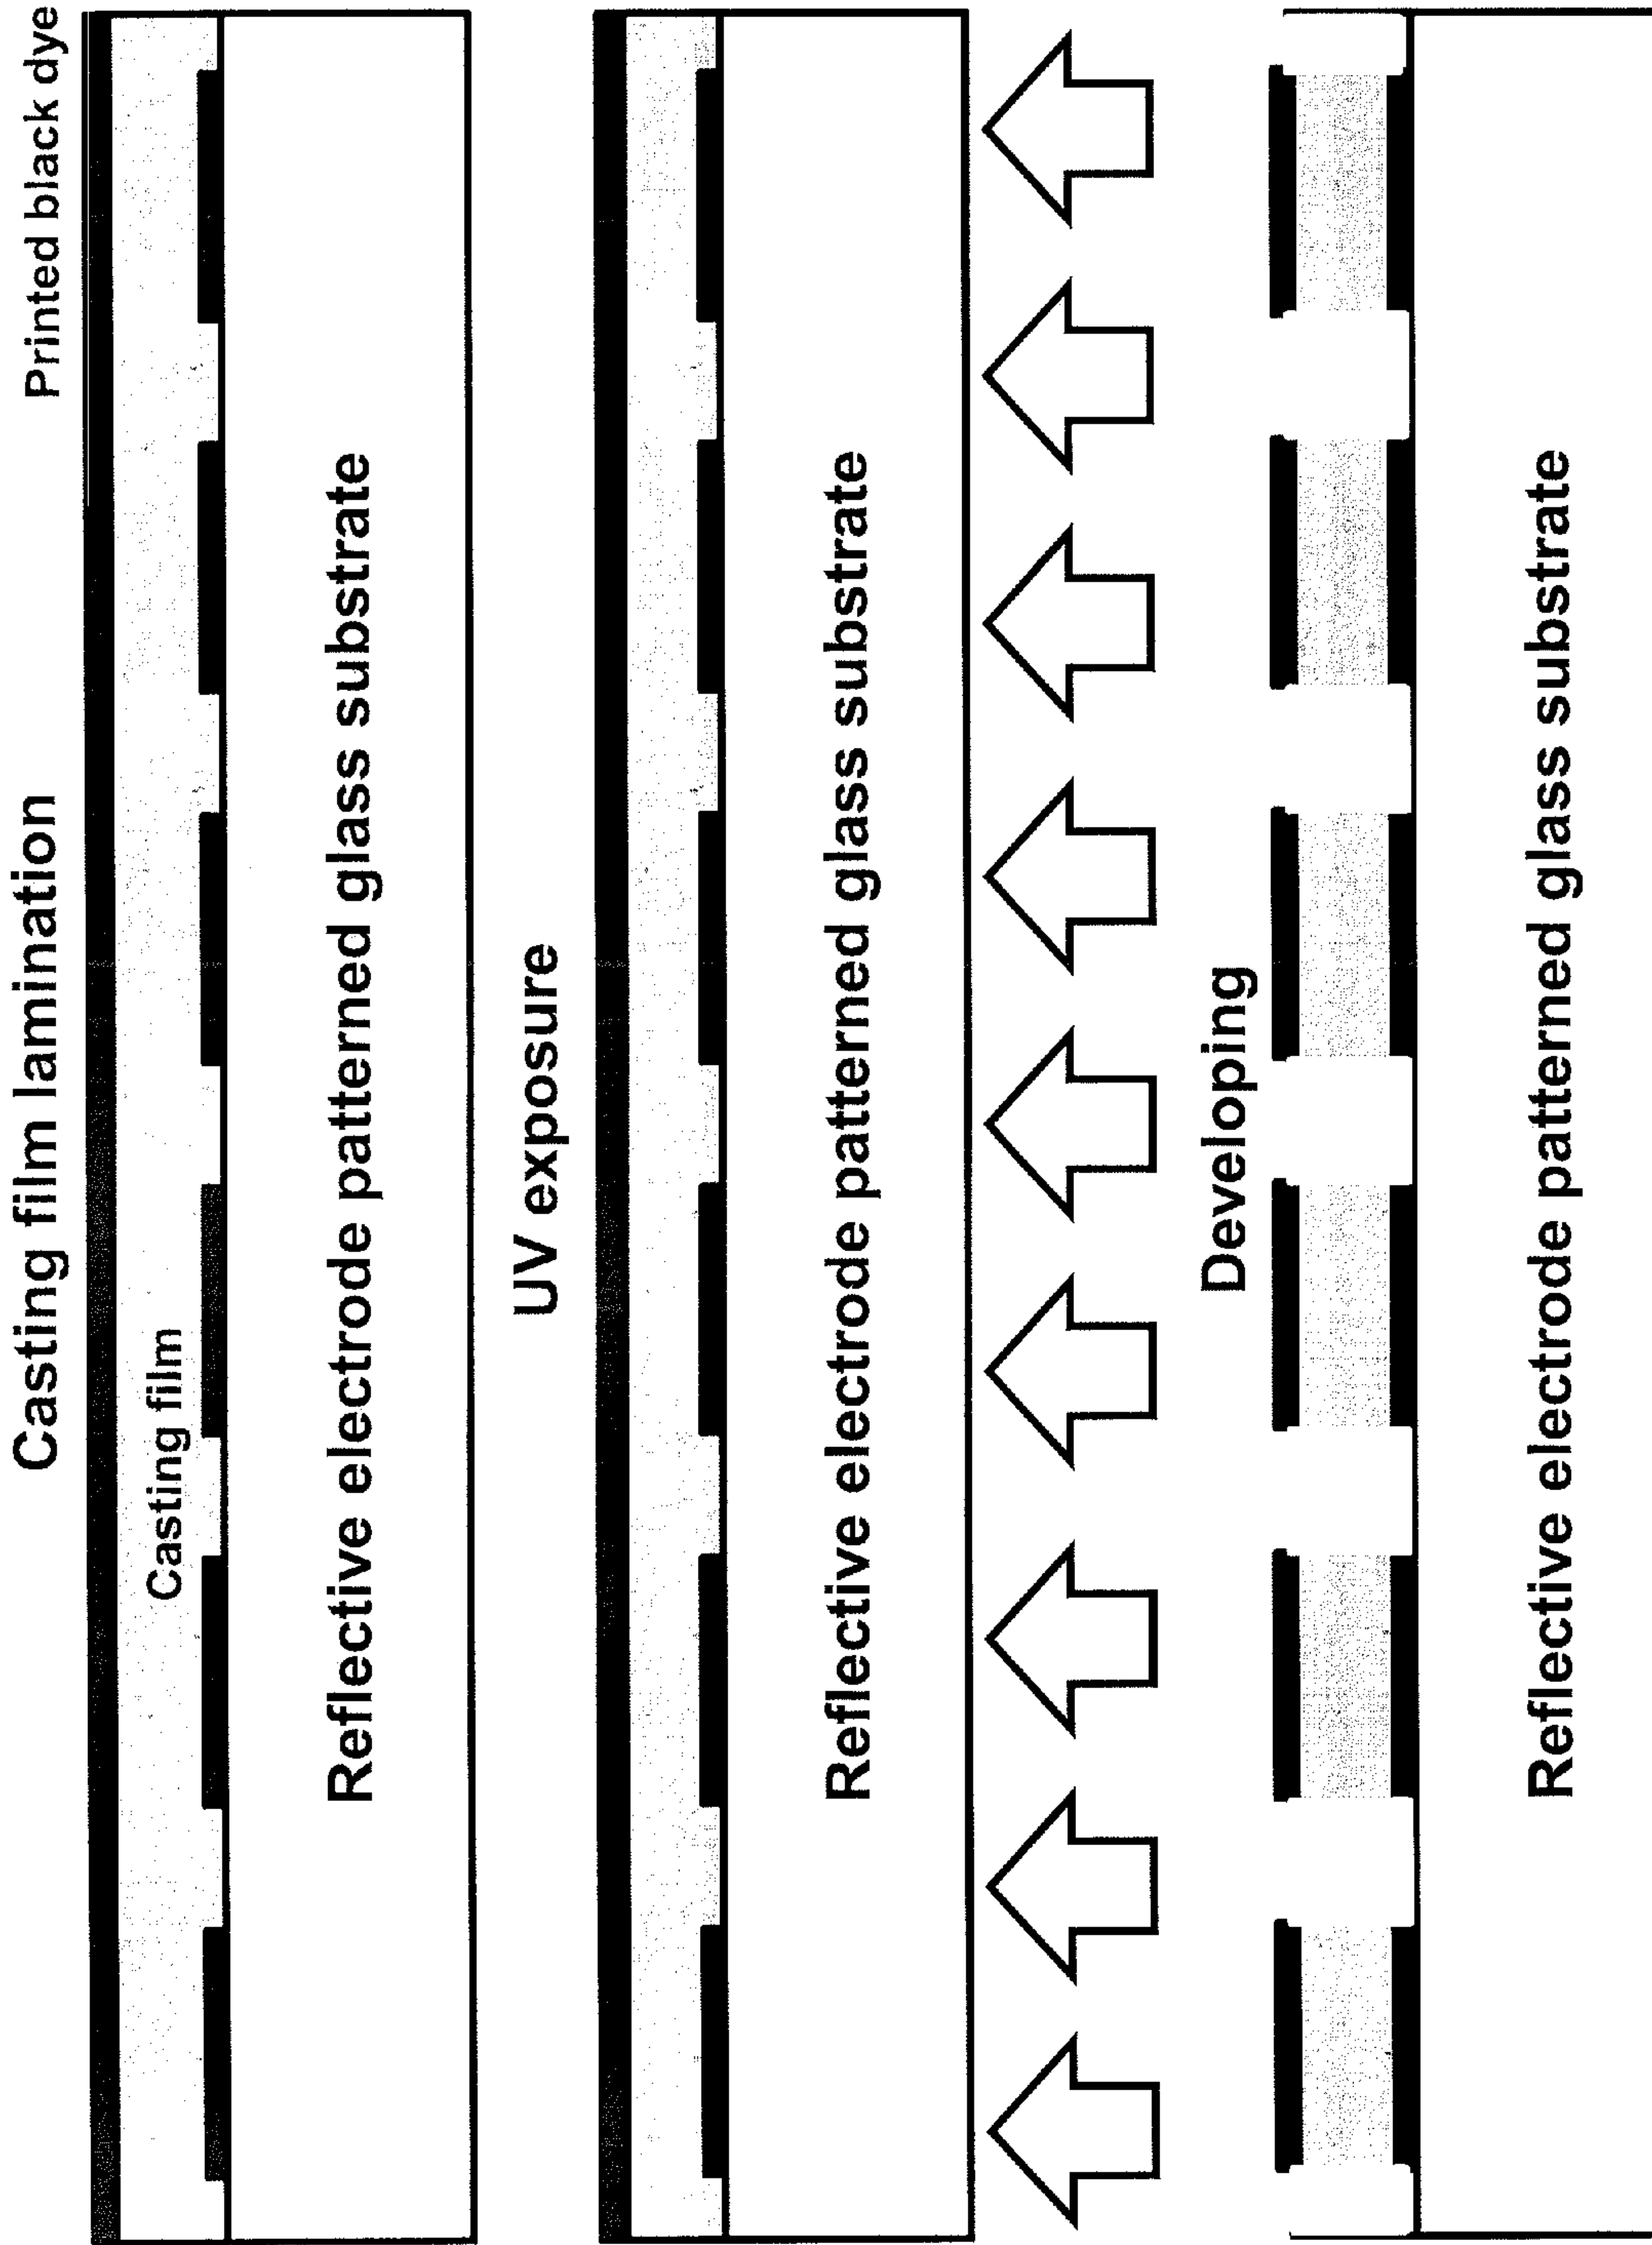 Casting film lamination
Printed black dye
Casting film
Reflective electrode patterned glass substrate
UV exposure
Reflective electrode patterned glass substrate
Developing
Reflective electrode patterned glass substrate